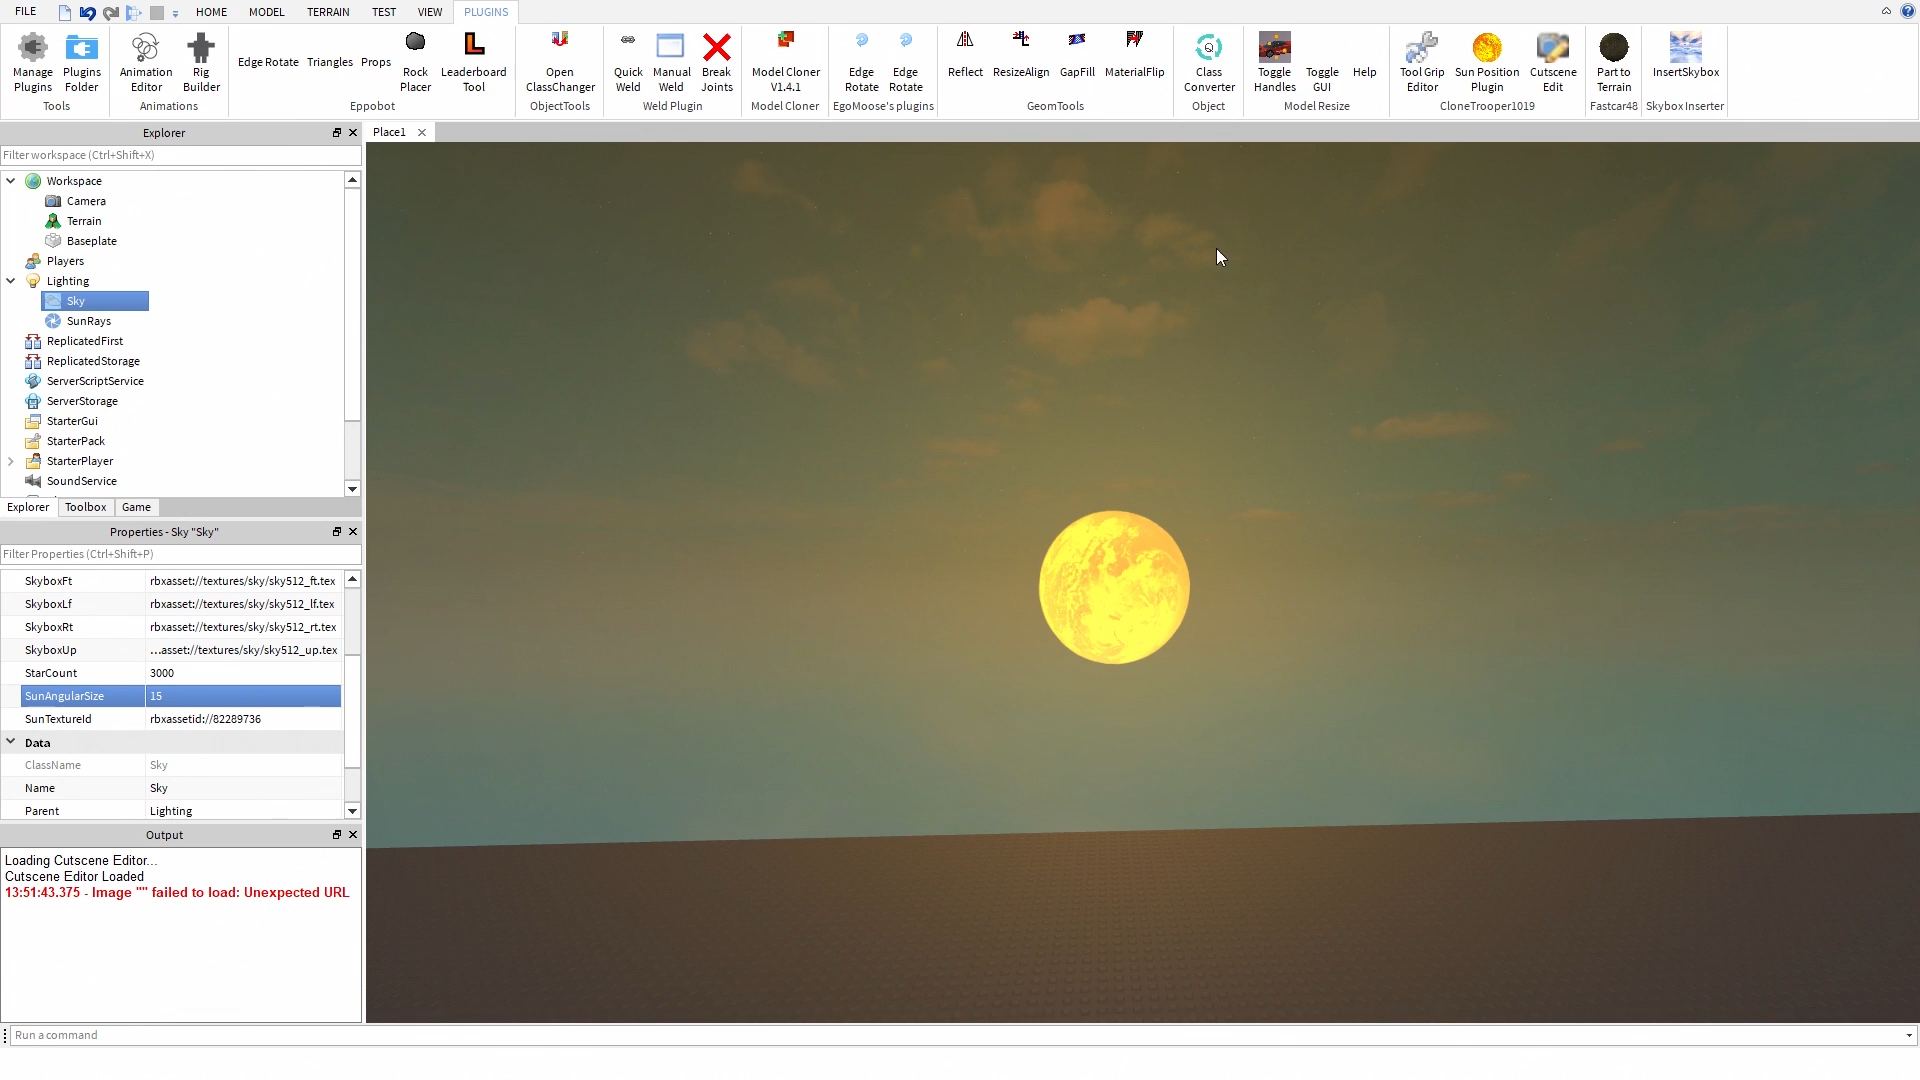 FILE HOME MODEL TERRAIN TEST VIEW PLUGINS
Manage Plugins
Plugins Folder
Tools
Animation Editor
Rig Builder
Animations
Edge Rotate
Triangles
Props
Rock Placer
Leaderboard Tool
Eppobot
Open ClassChanger
ObjectTools
Quick Weld
Manual Weld
Break Joints
Weld Plugin
Model Cloner V1.4.1
Model Cloner
Edge Rotate
Edge Rotate
EgoMoose's plugins
Reflect
ResizeAlign
GapFill
MaterialFlip
GeomTools
Class Converter
Object
Toggle Handles
Toggle GUI
Help
Model Resize
Tool Grip Editor
Sun Position Plugin
Cutscene Edit
CloneTrooper1019
Part to Terrain
Fastcar48
InsertSkybox
Skybox Inserter
Explorer
Place1
Filter workspace (Ctrl+Shift+X)
Workspace
Camera
Terrain
Baseplate
Players
Lighting
Sky
SunRays
ReplicatedFirst
ReplicatedStorage
ServerScriptService
ServerStorage
StarterGui
StarterPack
StarterPlayer
SoundService
Explorer Toolbox Game
Properties - Sky "Sky"
Filter Properties (Ctrl+Shift+P)
SkyboxFt rbxasset://textures/sky/sky512_ft.tex
SkyboxLf rbxasset://textures/sky/sky512_lf.tex
SkyboxRt rbxasset://textures/sky/sky512_rt.tex
SkyboxUp ...asset://textures/sky/sky512_up.tex
StarCount 3000
SunAngularSize 15
SunTextureId rbxassetid://82289736
Data
ClassName Sky
Name Sky
Parent Lighting
Output
Loading Cutscene Editor...
Cutscene Editor Loaded
13:51:43.375 - Image "" failed to load: Unexpected URL
Run a command